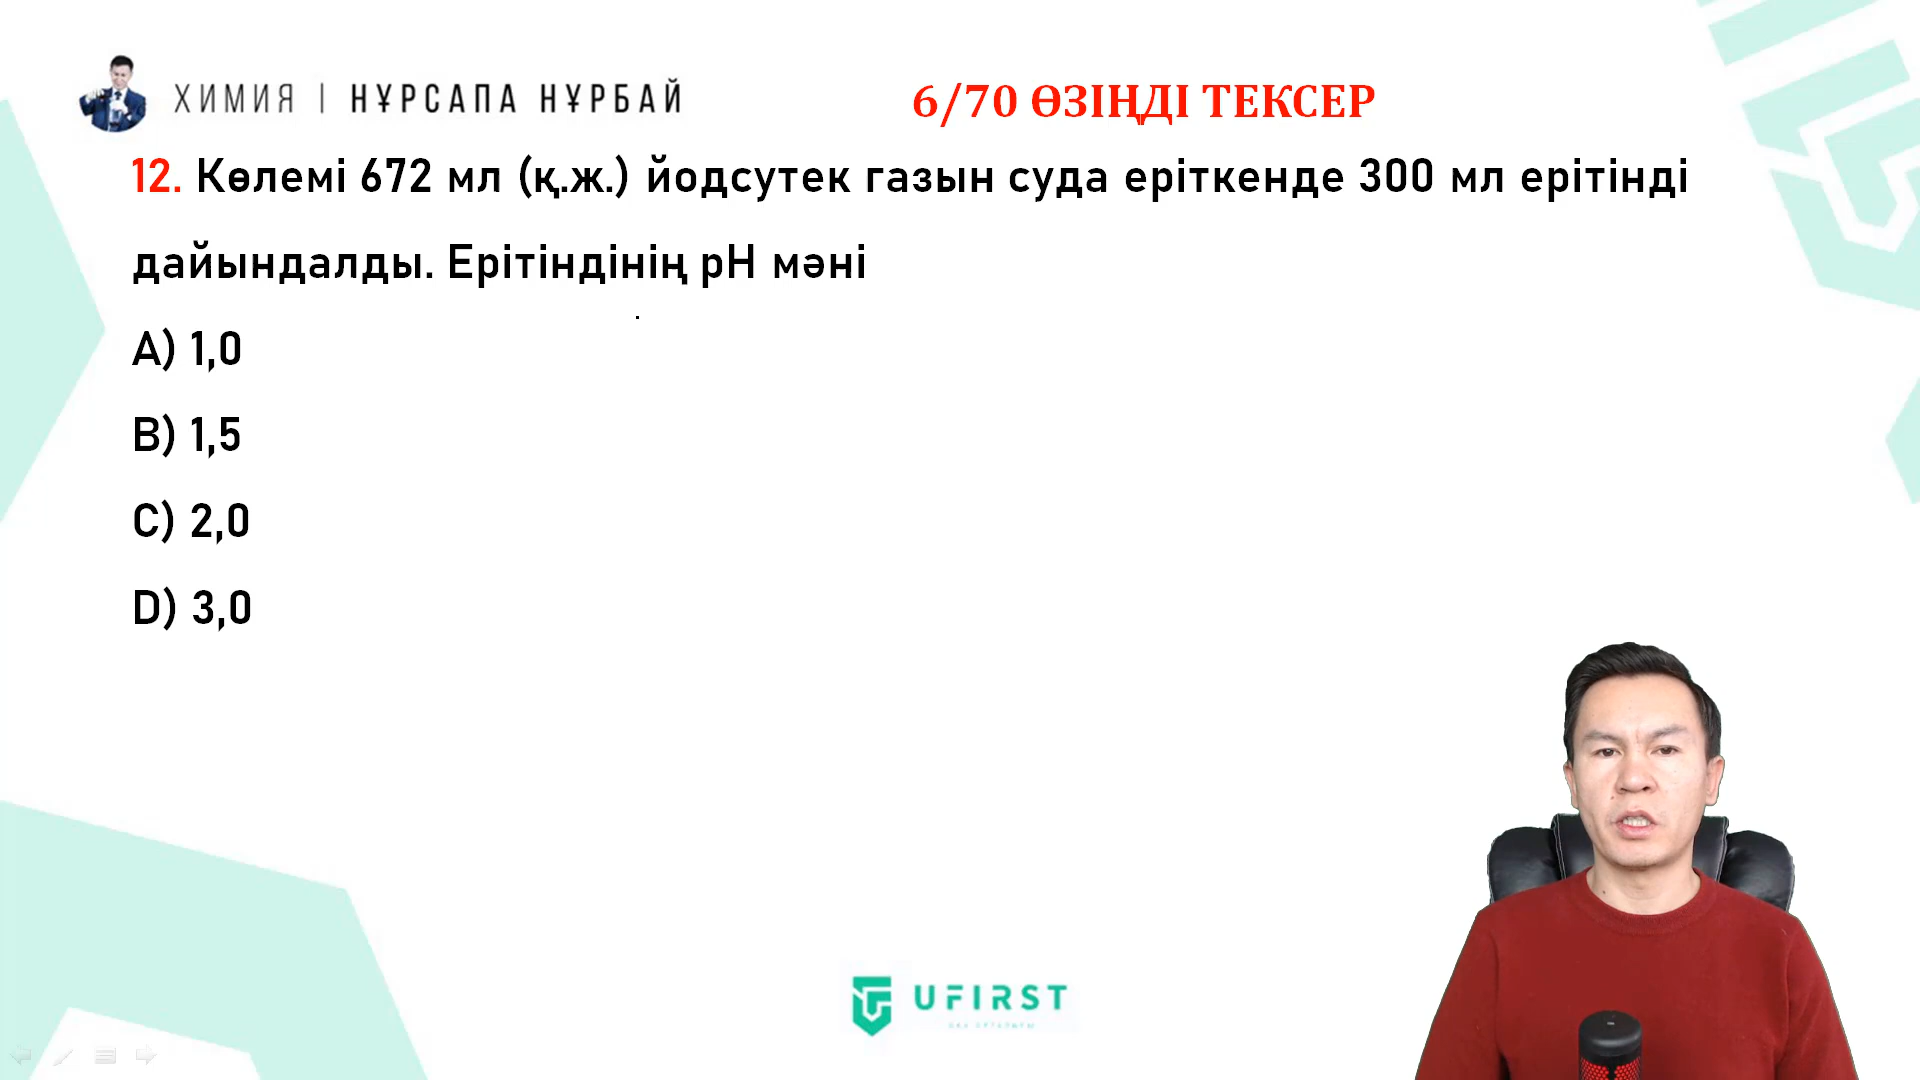 ХИМИЯ | НҰРСАПА НҰРБАЙ
6/70 ӨЗІҢДІ ТЕКСЕР
12. Көлемі 672 мл (қ.ж.) йодсутек газын суда еріткенде 300 мл ерітінді
дайындалды. Ерітіндінің pH мәні
A) 1,0
B) 1,5
C) 2,0
D) 3,0
UFIRST